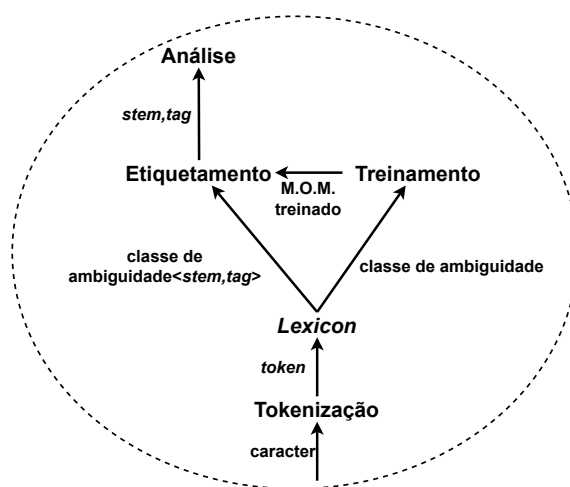 Análise
stem,tag
Etiquetamento
M.O.M.
treinado
Treinamento
classe de
ambiguidade<stem,tag>
classe de ambiguidade
Lexicon
token
Tokenização
caracter